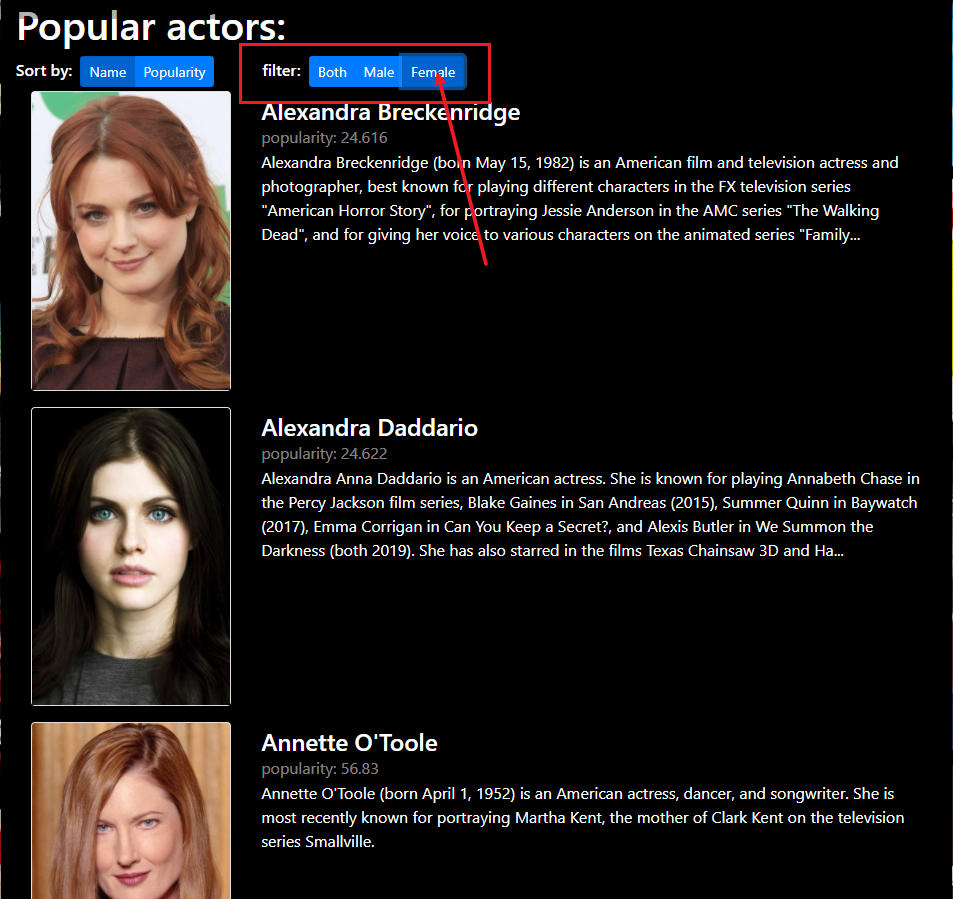 Popular actors:
Sort by: Name Popularity filter: Both Male Female
Alexandra Breckenridge
popularity: 24.616
Alexandra Breckenridge (born May 15, 1982) is an American film and television actress and
photographer, best known for playing different characters in the FX television series
"American Horror Story", for portraying Jessie Anderson in the AMC series "The Walking
Dead", and for giving her voice to various characters on the animated series "Family...
Alexandra Daddario
popularity: 24.622
Alexandra Anna Daddario is an American actress. She is known for playing Annabeth Chase in
the Percy Jackson film series, Blake Gaines in San Andreas (2015), Summer Quinn in Baywatch
(2017), Emma Corrigan in Can You Keep a Secret?, and Alexis Butler in We Summon the
Darkness (both 2019). She has also starred in the films Texas Chainsaw 3D and Ha...
Annette O'Toole
popularity: 56.83
Annette O'Toole (born April 1, 1952) is an American actress, dancer, and songwriter. She is
most recently known for portraying Martha Kent, the mother of Clark Kent on the television
series Smallville.